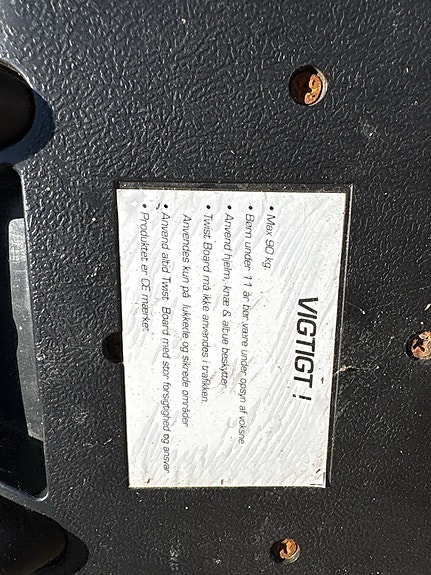 VIGTIGT !
• Max 90 kg.
• Børn under 11 år bør være under opsyn af voksne
• Anvend hjelm, knæ & albue beskytter.
• Twist Board må ikke anvendes i trafikken.
Anvendes kun på lukkerle og sikrede områder
• Anvend altid Twist Board med stor forsigtighed og ansvar
• Produktet er CE mærket